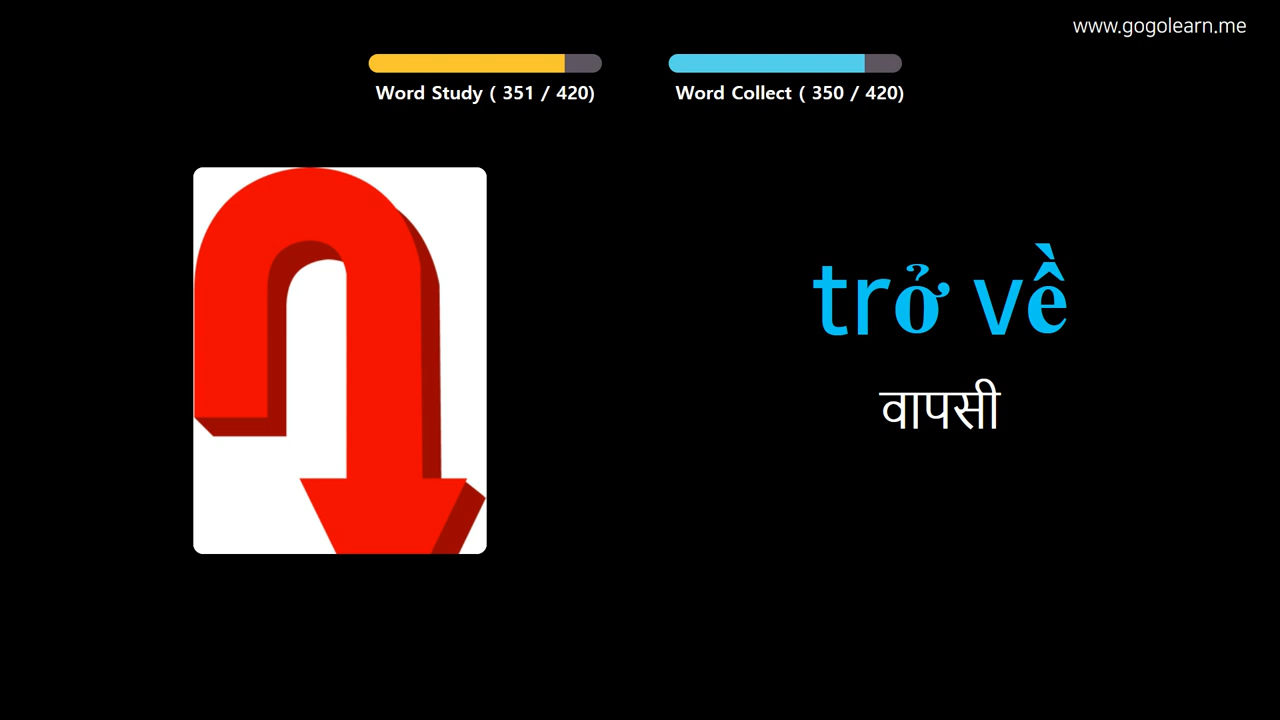 www.gogolearn.me
Word Study ( 351 / 420)
Word Collect ( 350 / 420)
trở về
वापसी